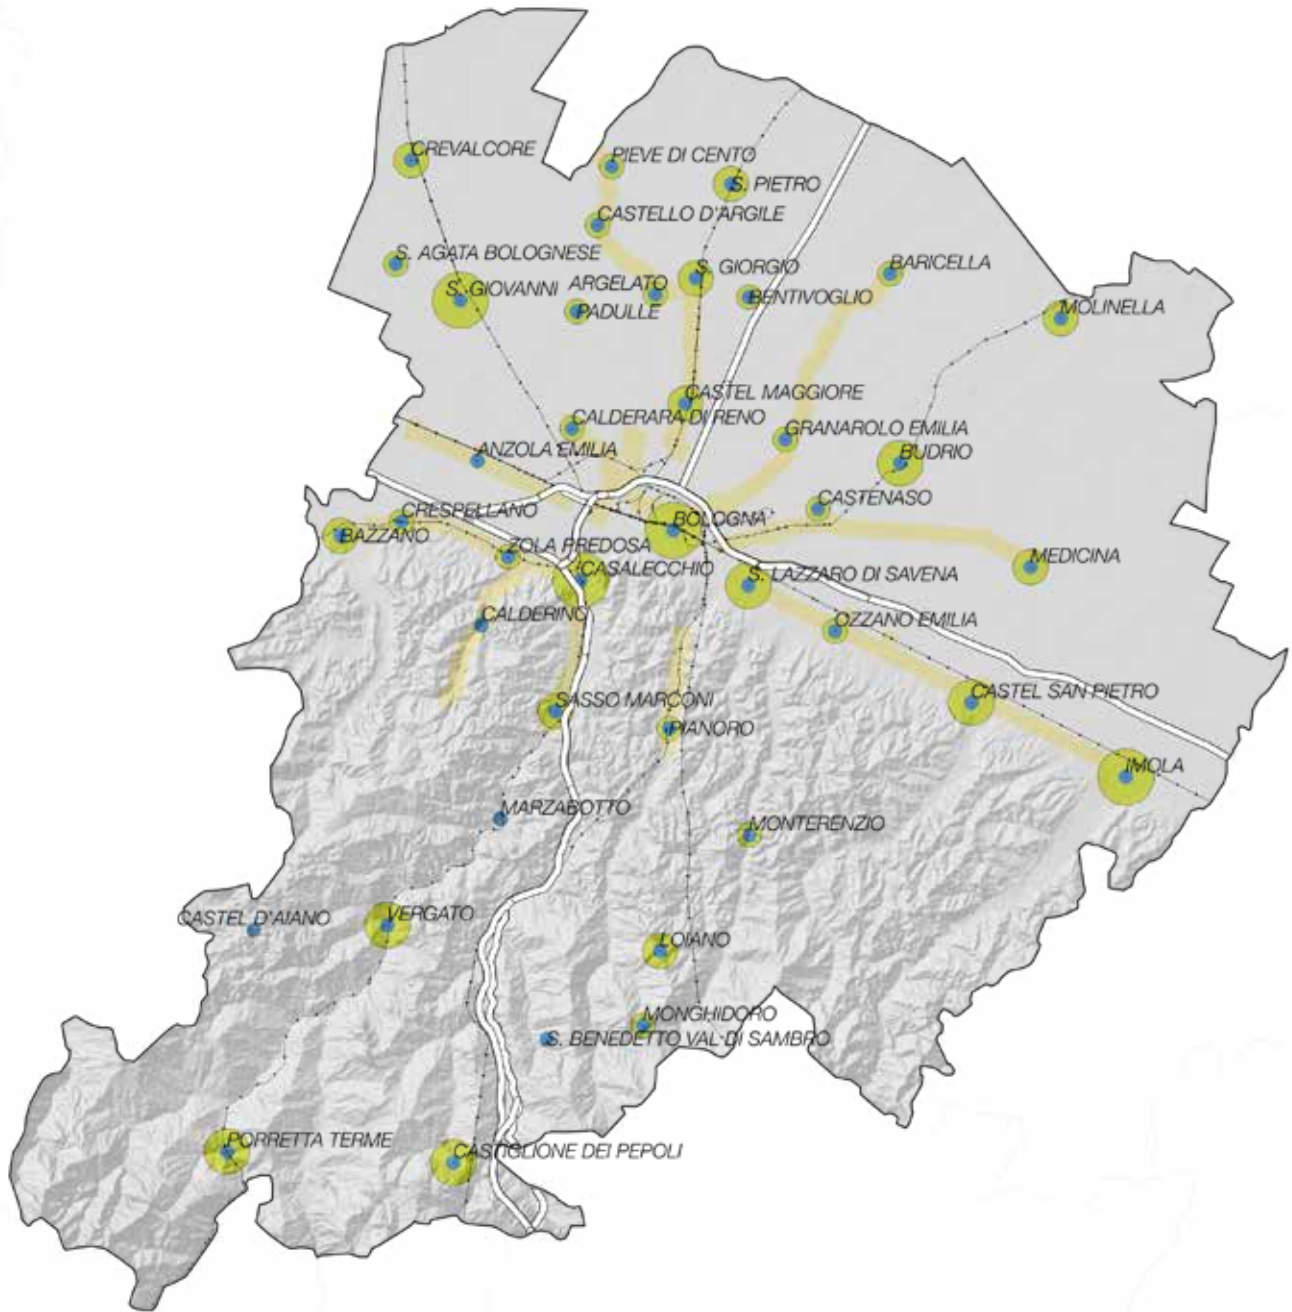 CREVALCORE
PIEVE DI CENTO
S. PIETRO
CASTELLO D'ARGILE
S. AGATA BOLOGNESE
S. GIORGIO
BARICELLA
S. GIOVANNI
ARGELATO
BENTIVOGLIO
PADULLE
MOLINELLA
CASTEL MAGGIORE
CALDERARA DI RENO
GRANAROLO EMILIA
ANZOLA EMILIA
BUDRIO
CASTENASO
CRESPELLANO
BOLOGNA
BAZZANO
ZOLA PREDOSA
MEDICINA
CASALECCHIO
S. LAZZARO DI SAVENA
CALDERINO
OZZANO EMILIA
CASTEL SAN PIETRO
SASSO MARCONI
PIANORO
IMOLA
MARZABOTTO
MONTERENZIO
CASTEL D'AIANO
VERGATO
LOIANO
MONGHIDORO
S. BENEDETTO VAL DI SAMBRO
PORRETTA TERME
CASTIGLIONE DEI PEPOLI